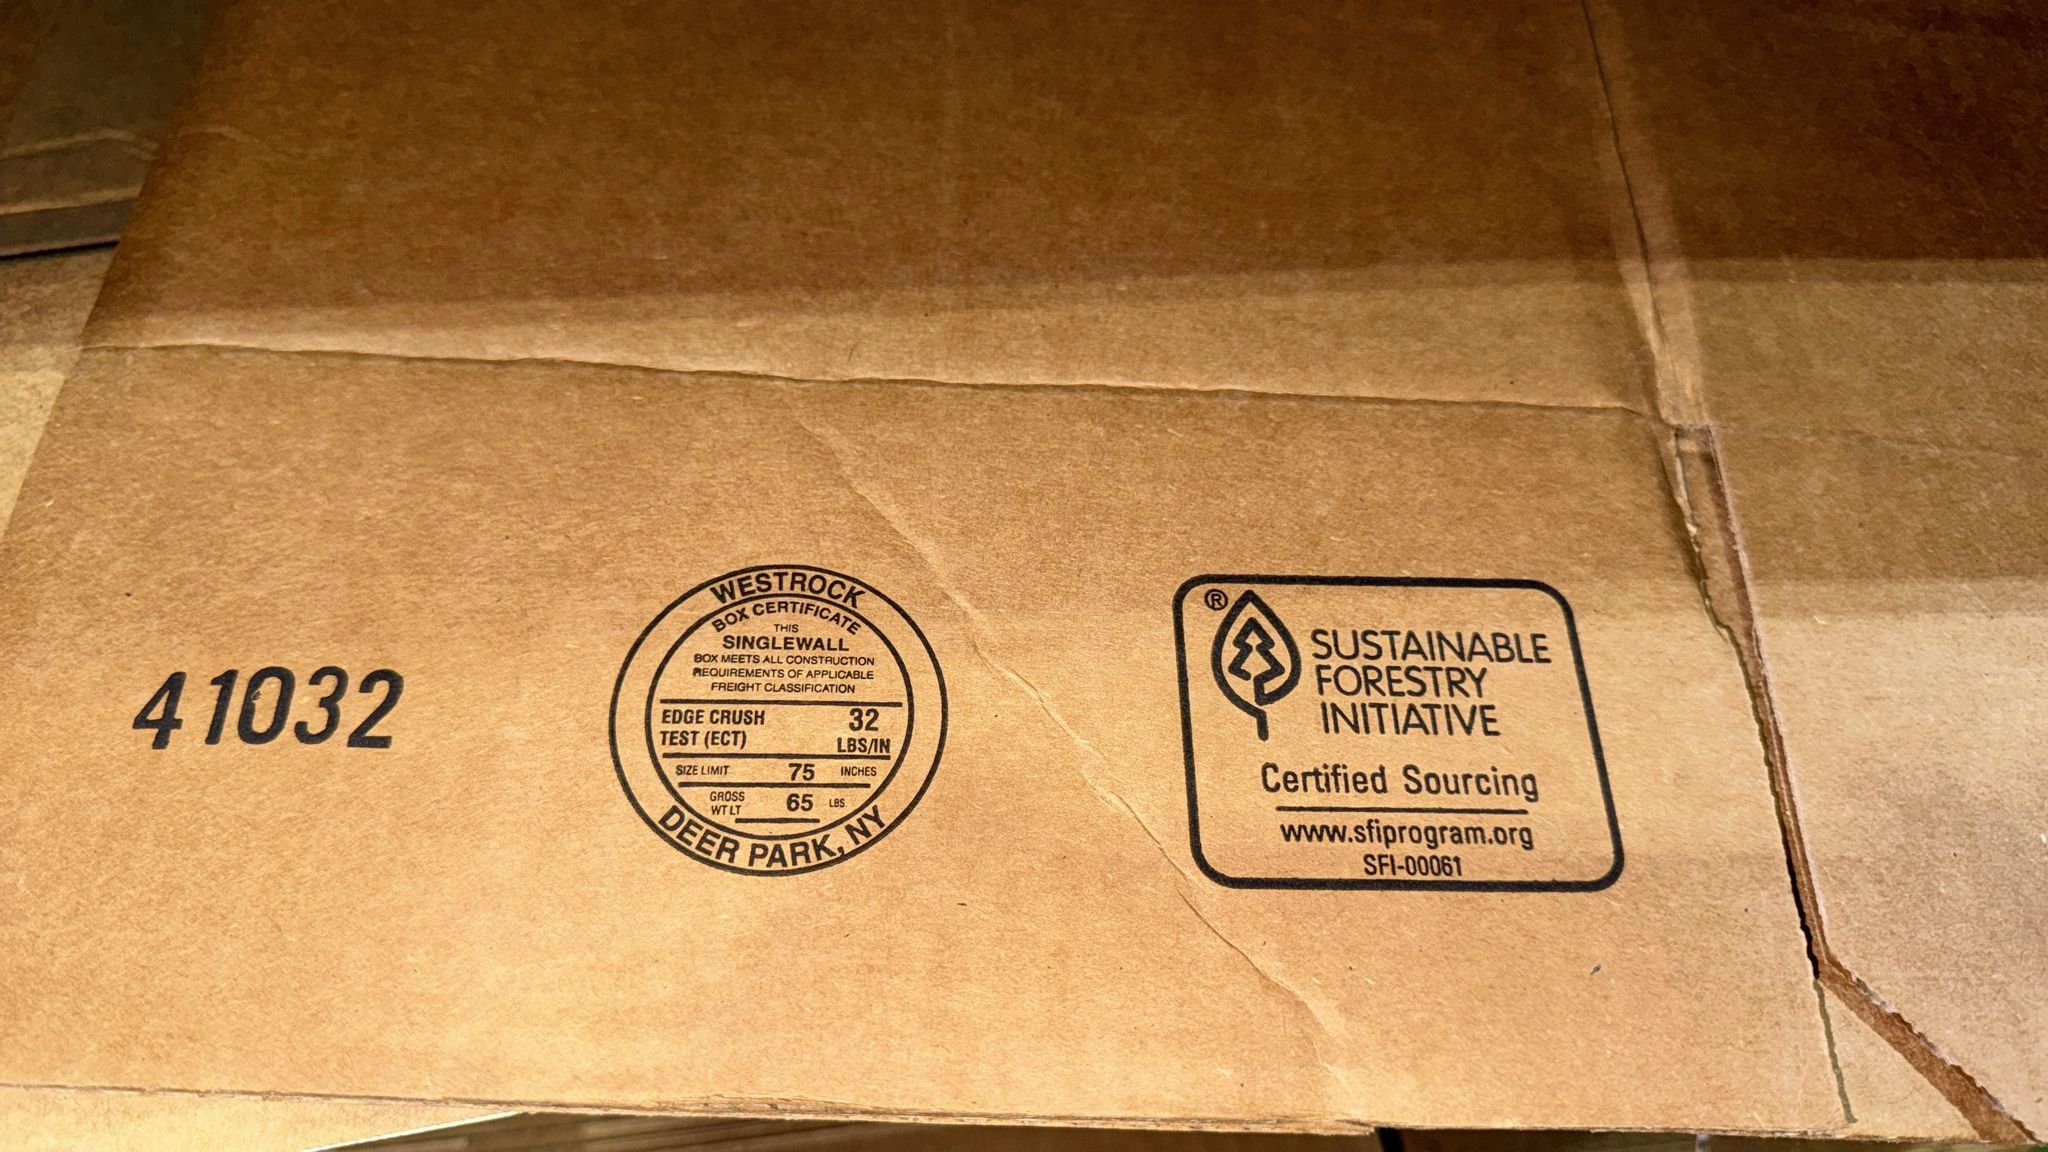 41032
WESTROCK
BOX CERTIFICATE
THIS
SINGLEWALL
BOX MEETS ALL CONSTRUCTION
REQUIREMENTS OF APPLICABLE
FREIGHT CLASSIFICATION
EDGE CRUSH 32
TEST (ECT) LBS/IN
SIZE LIMIT 75 INCHES
GROSS
WT LT 65 LBS
DEER PARK, NY
®
SUSTAINABLE
FORESTRY
INITIATIVE
Certified Sourcing
www.sfiprogram.org
SFI-00061